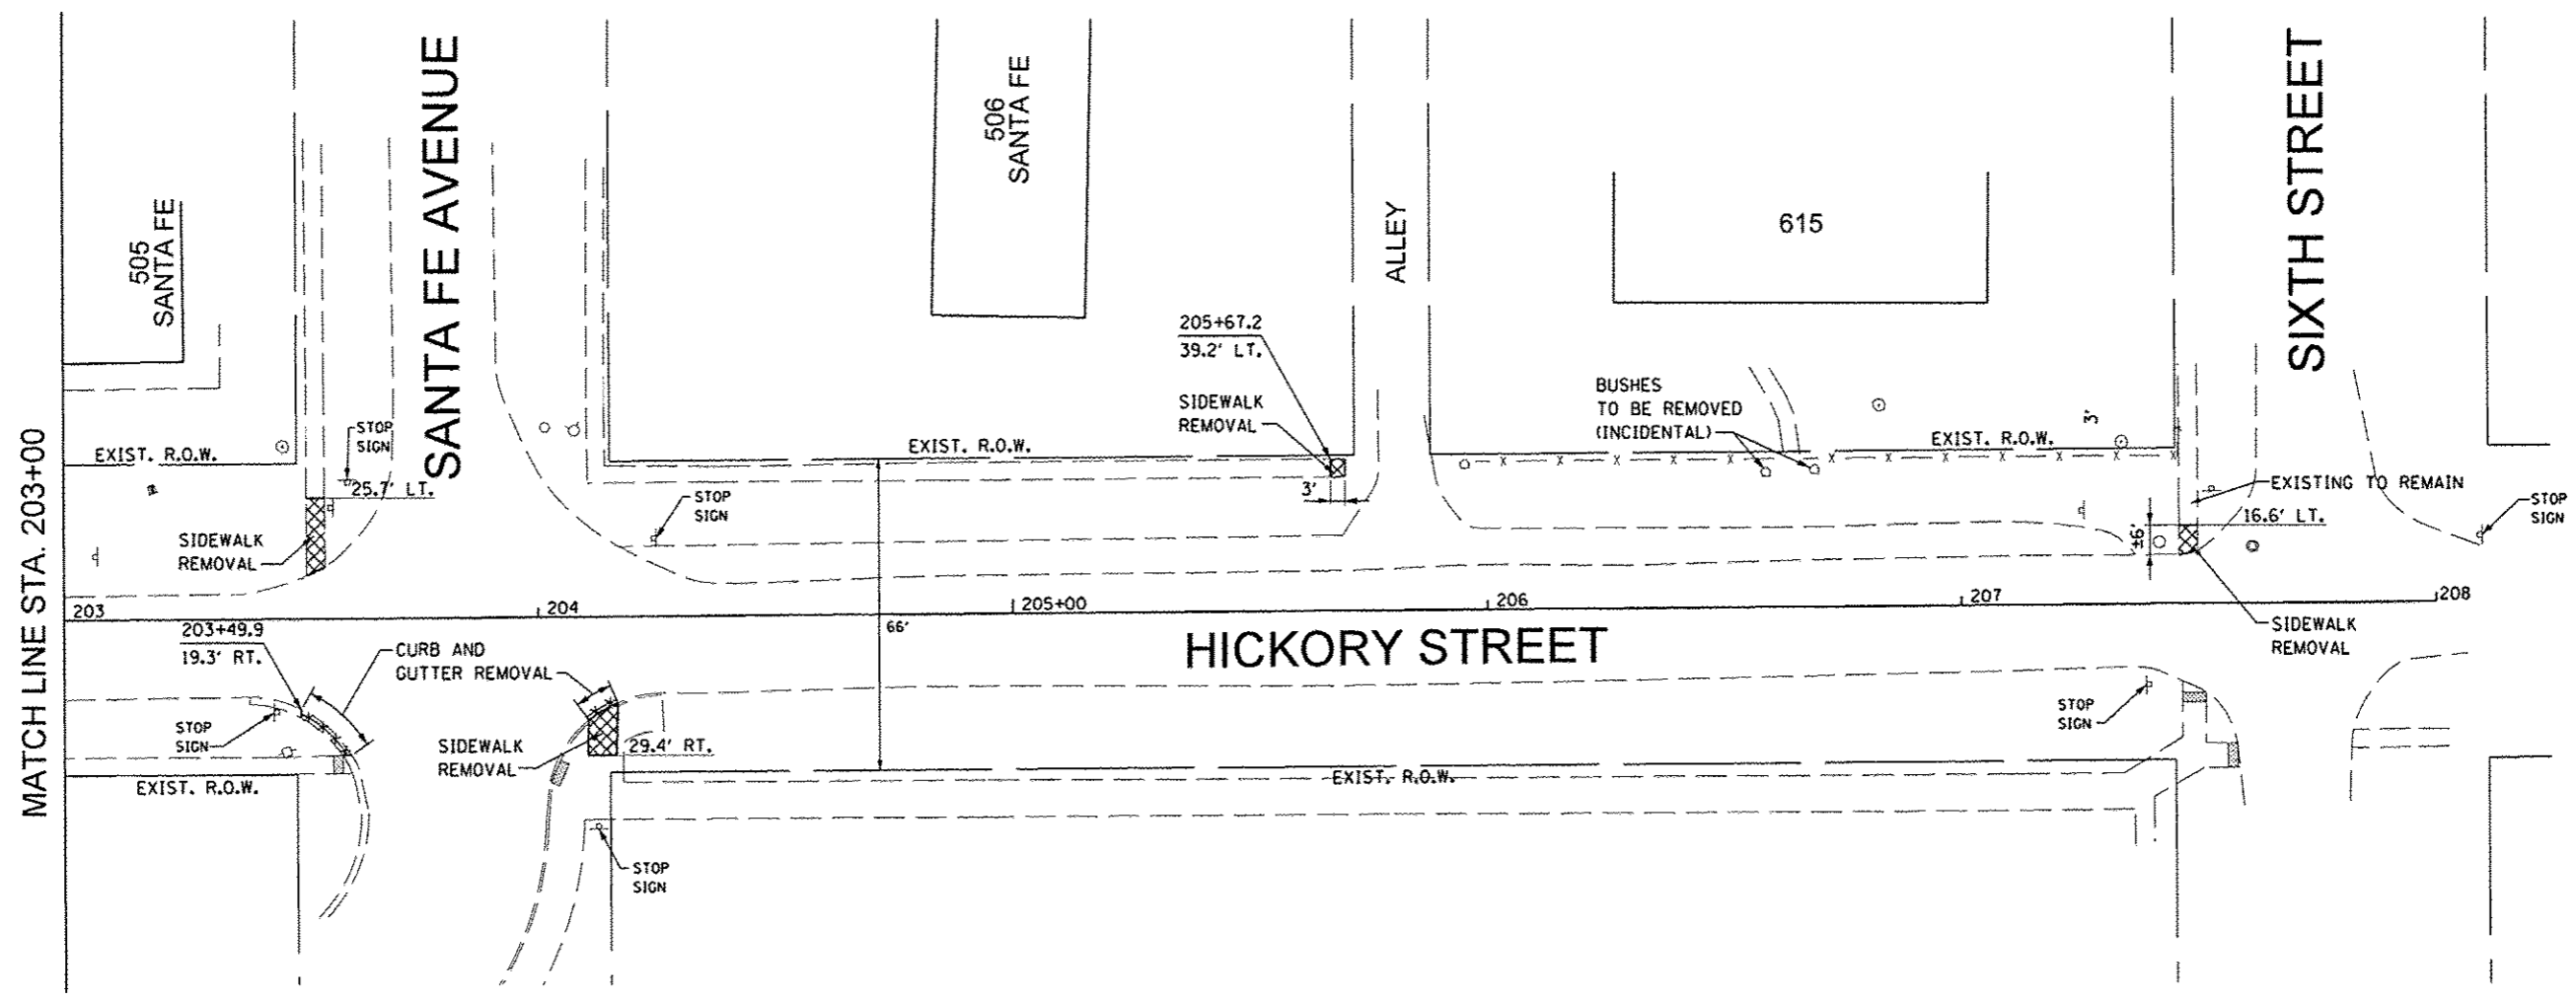 MATCH LINE STA. 203+00
505
SANTA FE
SANTA FE AVENUE
506
SANTA FE
ALLEY
615
SIXTH STREET
205+67.2
39.2' LT.
SIDEWALK
REMOVAL
3'
BUSHES
TO BE REMOVED
(INCIDENTAL)
3'
EXIST. R.O.W.
STOP
SIGN
25.7' LT.
SIDEWALK
REMOVAL
EXIST. R.O.W.
STOP
SIGN
EXIST. R.O.W.
EXISTING TO REMAIN
16.6' LT.
STOP
SIGN
±6'
SIDEWALK
REMOVAL
203
204
205+00
206
207
208
66'
HICKORY STREET
203+49.9
19.3' RT.
CURB AND
GUTTER REMOVAL
STOP
SIGN
SIDEWALK
REMOVAL
29.4' RT.
STOP
SIGN
EXIST. R.O.W.
EXIST. R.O.W.
STOP
SIGN